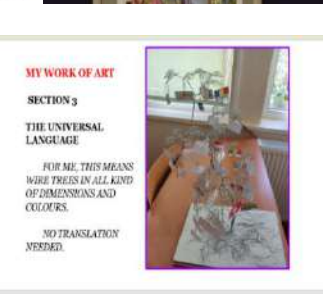 MY WORK OF ART
SECTION 3
THE UNIVERSAL
LANGUAGE
FOR ME, THIS MEANS
WIRE TREES IN ALL KIND
OF DIMENSIONS AND
COLOURS.
NO TRANSLATION
NEEDED.